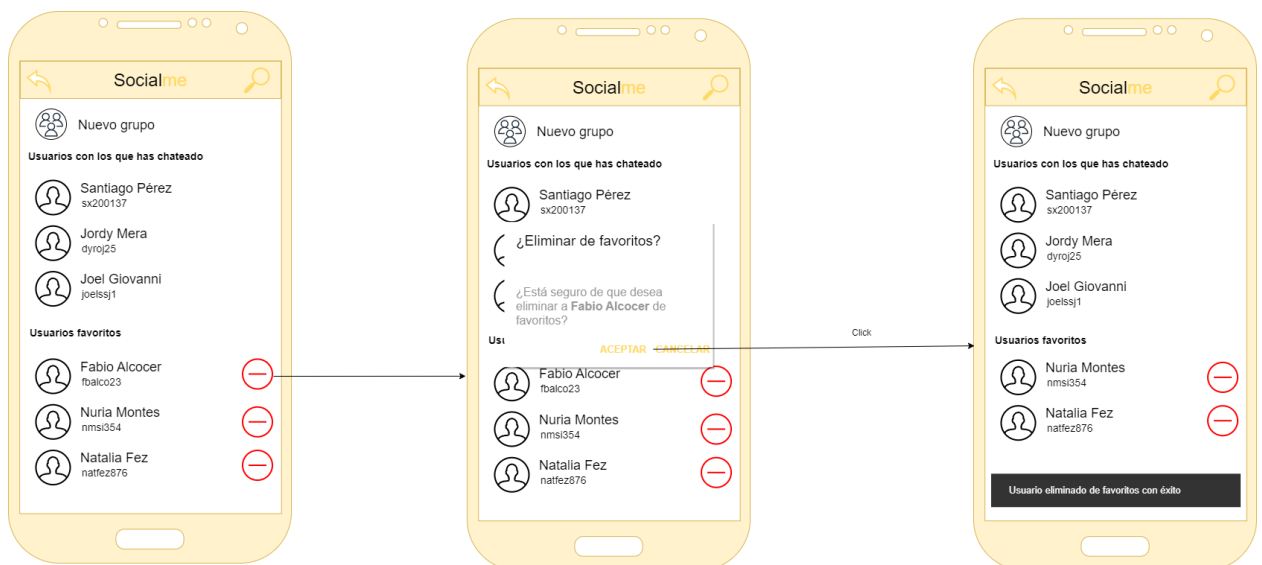 Socialme
Nuevo grupo
Usuarios con los que has chateado
Santiago Pérez
sx200137
Jordy Mera
dyroj25
Joel Giovanni
joelssj1
Usuarios favoritos
Fabio Alcocer
fbalco23
Nuria Montes
nmsi354
Natalia Fez
natfez876
Socialme
Nuevo grupo
Usuarios con los que has chateado
Santiago Pérez
sx200137
¿Eliminar de favoritos?
¿Está seguro de que desea
eliminar a Fabio Alcocer de
favoritos?
ACEPTAR CANCELAR
Fabio Alcocer
fbalco23
Nuria Montes
nmsi354
Natalia Fez
natfez876
Click
Socialme
Nuevo grupo
Usuarios con los que has chateado
Santiago Pérez
sx200137
Jordy Mera
dyroj25
Joel Giovanni
joelssj1
Usuarios favoritos
Nuria Montes
nmsi354
Natalia Fez
natfez876
Usuario eliminado de favoritos con éxito